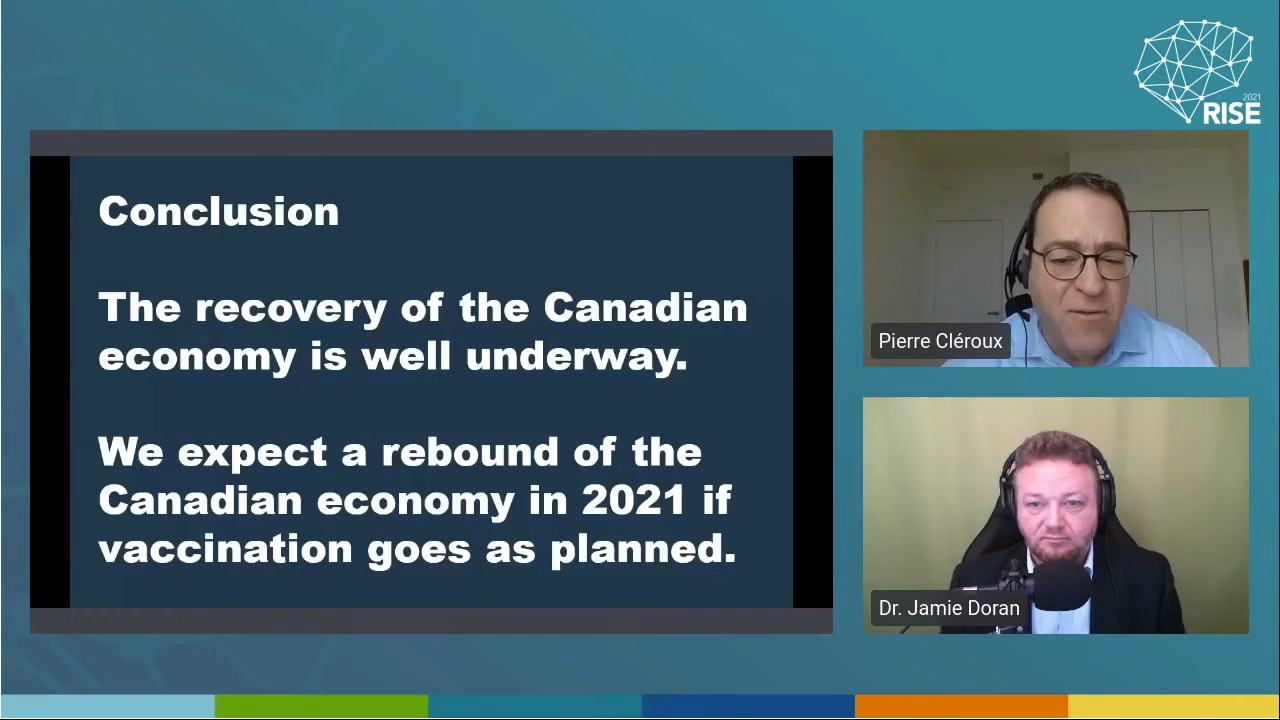 2021
RISE
Conclusion
The recovery of the Canadian
economy is well underway.
We expect a rebound of the
Canadian economy in 2021 if
vaccination goes as planned.
Pierre Cléroux
Dr. Jamie Doran